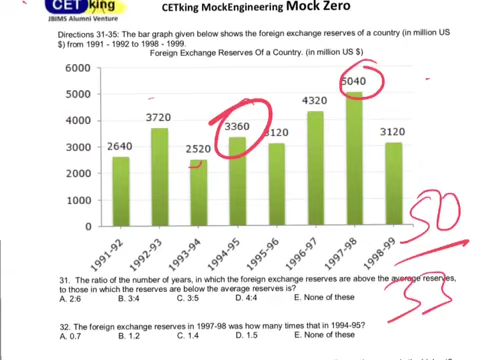 CET king
JBIMS Alumni Venture
CETking MockEngineering Mock Zero
Directions 31-35: The bar graph given below shows the foreign exchange reserves of a country (in million US
$) from 1991 - 1992 to 1998 - 1999.
Foreign Exchange Reserves Of a Country. (in million US $)
6000
5000
4000
3000
2000
1000
0
2640
3720
2520
3360
3120
4320
5040
3120
1991-92
1992-93
1993-94
1994-95
1995-96
1996-97
1997-98
1998-99
50
33
31. The ratio of the number of years, in which the foreign exchange reserves are above the average reserves,
to those in which the reserves are below the average reserves is?
A. 2:6 B. 3:4 C. 3:5 D. 4:4 E. None of these
32. The foreign exchange reserves in 1997-98 was how many times that in 1994-95?
A. 0.7 B. 1.2 C. 1.4 D. 1.5 E. None of these